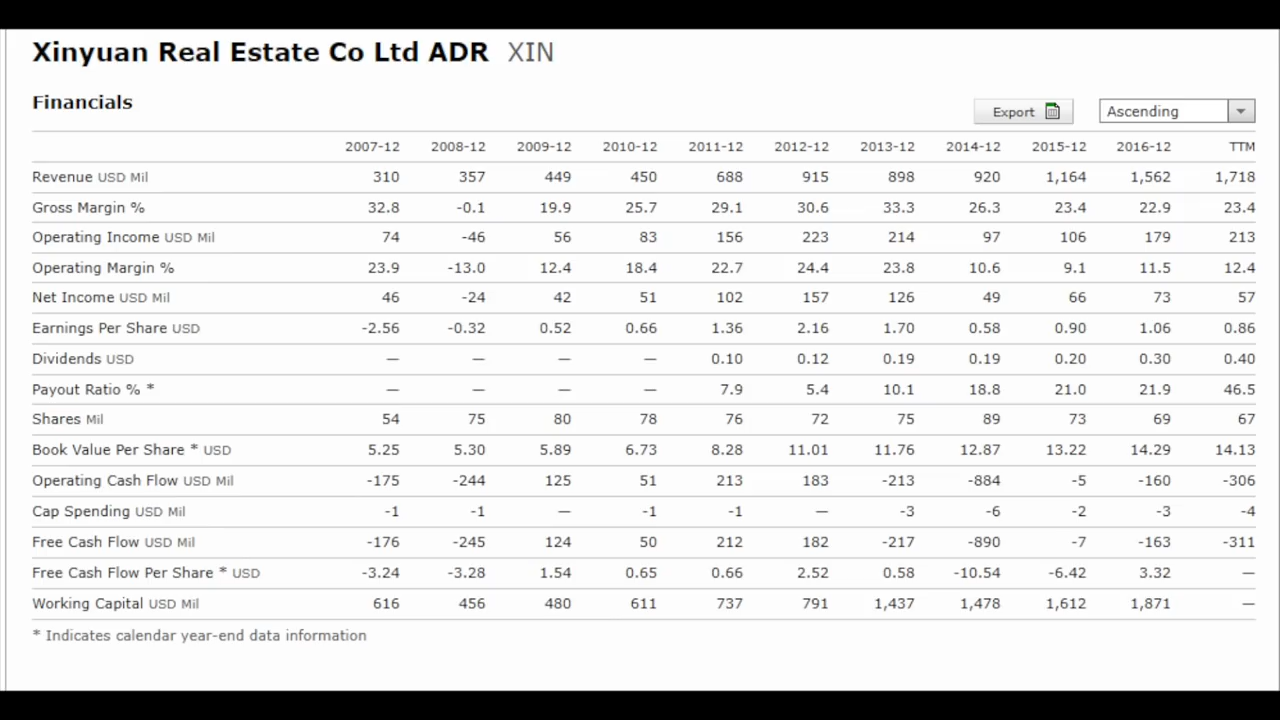 Xinyuan Real Estate Co Ltd ADR XIN
Financials
Export Ascending
2007-12 2008-12 2009-12 2010-12 2011-12 2012-12 2013-12 2014-12 2015-12 2016-12 TTM
Revenue USD Mil 310 357 449 450 688 915 898 920 1,164 1,562 1,718
Gross Margin % 32.8 -0.1 19.9 25.7 29.1 30.6 33.3 26.3 23.4 22.9 23.4
Operating Income USD Mil 74 -46 56 83 156 223 214 97 106 179 213
Operating Margin % 23.9 -13.0 12.4 18.4 22.7 24.4 23.8 10.6 9.1 11.5 12.4
Net Income USD Mil 46 -24 42 51 102 157 126 49 66 73 57
Earnings Per Share USD -2.56 -0.32 0.52 0.66 1.36 2.16 1.70 0.58 0.90 1.06 0.86
Dividends USD — — — — 0.10 0.12 0.19 0.19 0.20 0.30 0.40
Payout Ratio % * — — — — 7.9 5.4 10.1 18.8 21.0 21.9 46.5
Shares Mil 54 75 80 78 76 72 75 89 73 69 67
Book Value Per Share * USD 5.25 5.30 5.89 6.73 8.28 11.01 11.76 12.87 13.22 14.29 14.13
Operating Cash Flow USD Mil -175 -244 125 51 213 183 -213 -884 -5 -160 -306
Cap Spending USD Mil -1 -1 — -1 -1 — -3 -6 -2 -3 -4
Free Cash Flow USD Mil -176 -245 124 50 212 182 -217 -890 -7 -163 -311
Free Cash Flow Per Share * USD -3.24 -3.28 1.54 0.65 0.66 2.52 0.58 -10.54 -6.42 3.32 —
Working Capital USD Mil 616 456 480 611 737 791 1,437 1,478 1,612 1,871 —
* Indicates calendar year-end data information